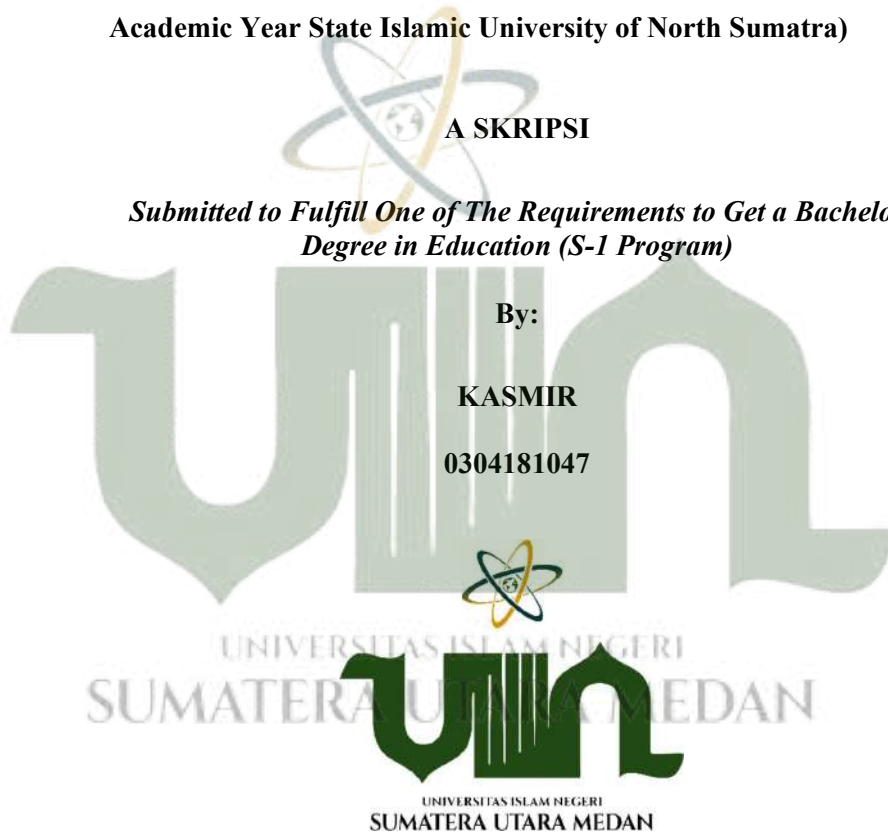 Academic Year State Islamic University of North Sumatra)
A SKRIPSI
Submitted to Fulfill One of The Requirements to Get a Bachelo
Degree in Education (S-1 Program)
By:
KASMIR
0304181047
UNIVERSITAS ISLAM NEGERI
SUMATERA UTARA MEDAN
UIN
UNIVERSITAS ISLAM NEGERI
SUMATERA UTARA MEDAN